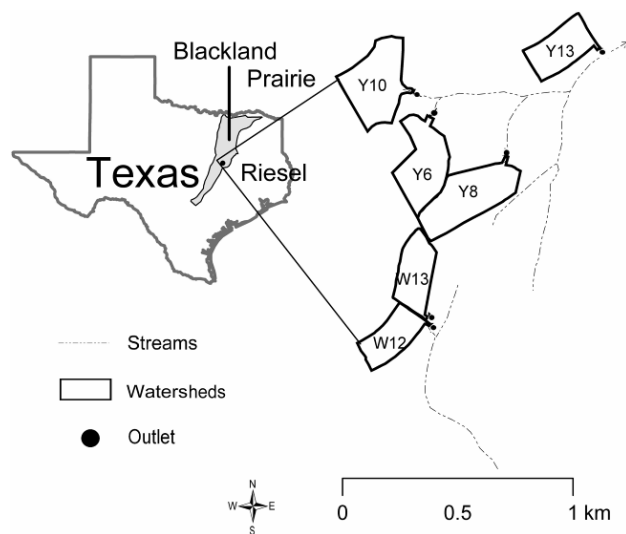 Blackland
Prairie
Texas
Riesel
Y13
Y10
Y6
Y8
W13
W12
Streams
Watersheds
Outlet
N
W E
S
0 0.5 1 km